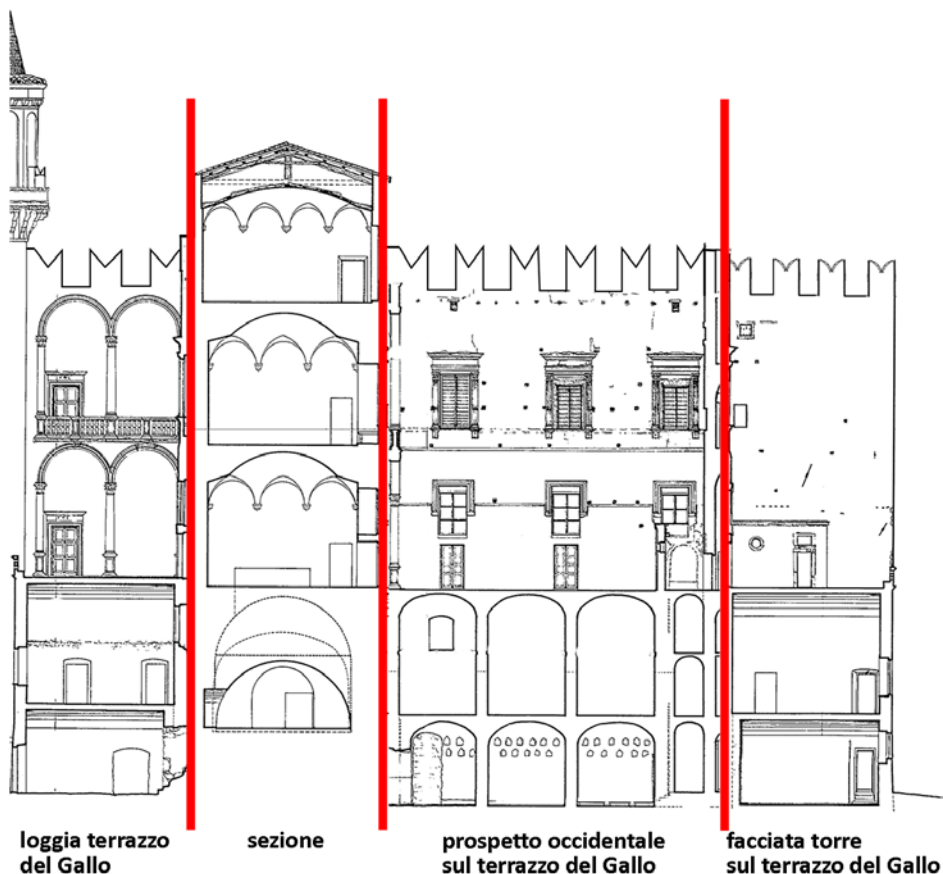 loggia terrazzo
del Gallo
sezione
prospetto occidentale
sul terrazzo del Gallo
facciata torre
sul terrazzo del Gallo